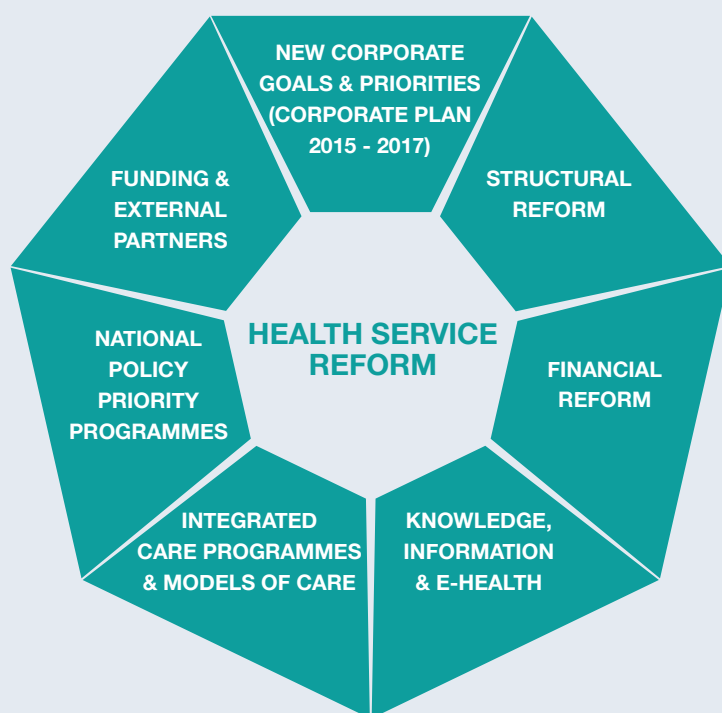 NEW CORPORATE
GOALS & PRIORITIES
(CORPORATE PLAN
2015 - 2017)
STRUCTURAL
REFORM
FINANCIAL
REFORM
KNOWLEDGE,
INFORMATION
& E-HEALTH
INTEGRATED
CARE PROGRAMMES
& MODELS OF CARE
NATIONAL
POLICY
PRIORITY
PROGRAMMES
FUNDING &
EXTERNAL
PARTNERS
HEALTH SERVICE
REFORM